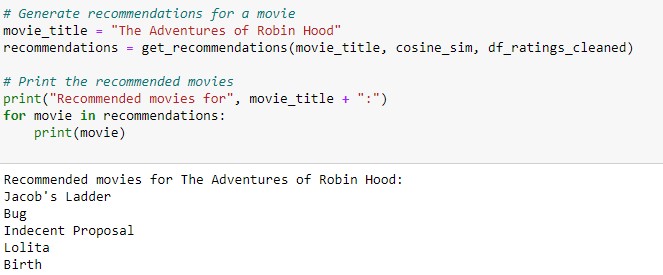 # Generate recommendations for a movie
movie_title = "The Adventures of Robin Hood"
recommendations = get_recommendations(movie_title, cosine_sim, df_ratings_cleaned)
# Print the recommended movies
print("Recommended movies for", movie_title + ":")
for movie in recommendations:
    print(movie)
Recommended movies for The Adventures of Robin Hood:
Jacob's Ladder
Bug
Indecent Proposal
Lolita
Birth